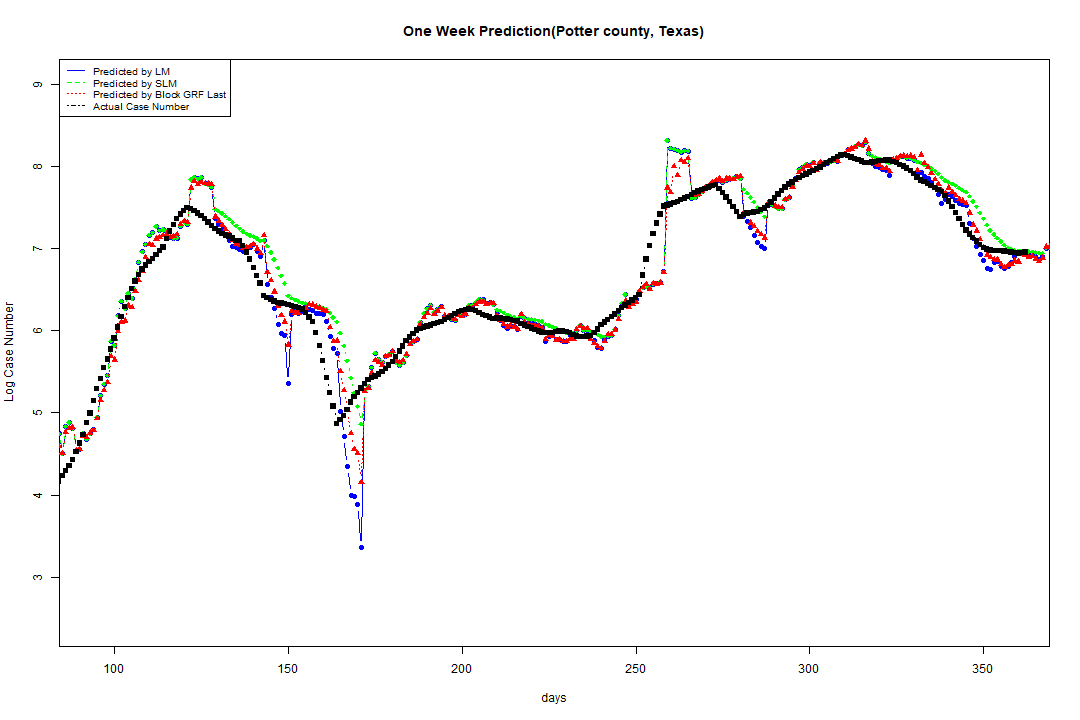 One Week Prediction(Potter county, Texas)
Predicted by LM
Predicted by SLM
Predicted by Block GRF Last
Actual Case Number
9
8
7
6
5
4
3
Log Case Number
100 150 200 250 300 350
days